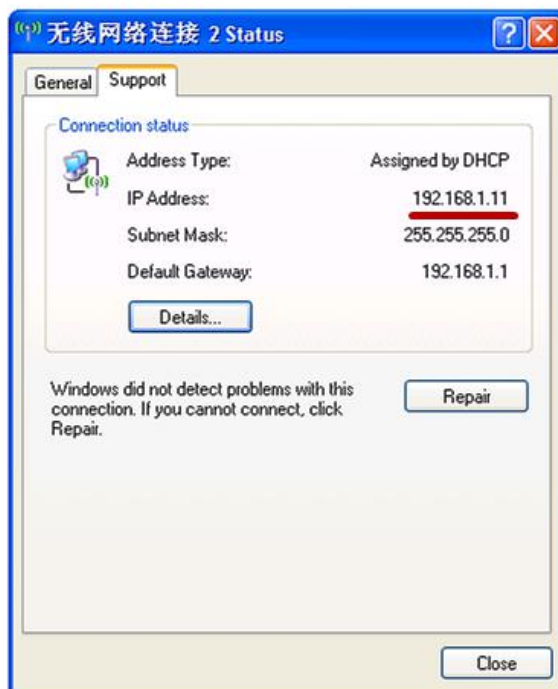 无线网络连接 2 Status
General
Support
Connection status
Address Type: Assigned by DHCP
IP Address: 192.168.1.11
Subnet Mask: 255.255.255.0
Default Gateway: 192.168.1.1
Details...
Windows did not detect problems with this
connection. If you cannot connect, click
Repair.
Repair
Close